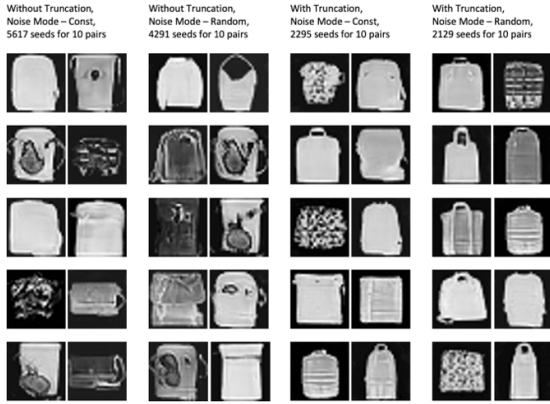 Without Truncation,
Noise Mode – Const,
5617 seeds for 10 pairs
Without Truncation,
Noise Mode – Random,
4291 seeds for 10 pairs
With Truncation,
Noise Mode – Const,
2295 seeds for 10 pairs
With Truncation,
Noise Mode – Random,
2129 seeds for 10 pairs